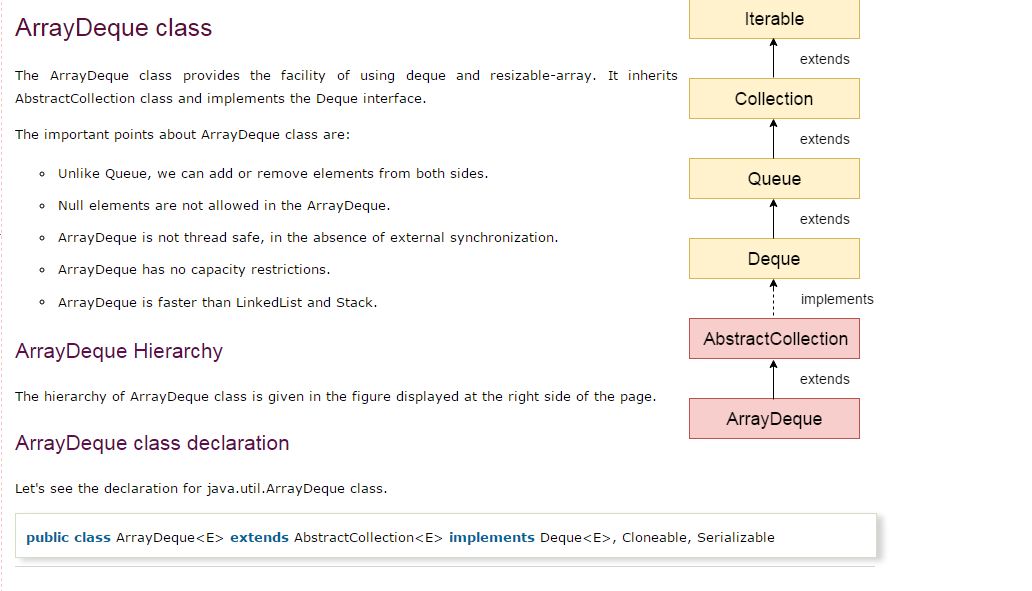 ArrayDeque class
The ArrayDeque class provides the facility of using deque and resizable-array. It inherits
AbstractCollection class and implements the Deque interface.
The important points about ArrayDeque class are:
Unlike Queue, we can add or remove elements from both sides.
Null elements are not allowed in the ArrayDeque.
ArrayDeque is not thread safe, in the absence of external synchronization.
ArrayDeque has no capacity restrictions.
ArrayDeque is faster than LinkedList and Stack.
ArrayDeque Hierarchy
The hierarchy of ArrayDeque class is given in the figure displayed at the right side of the page.
ArrayDeque class declaration
Let's see the declaration for java.util.ArrayDeque class.
public class ArrayDeque<E> extends AbstractCollection<E> implements Deque<E>, Cloneable, Serializable
Iterable
extends
Collection
extends
Queue
extends
Deque
implements
AbstractCollection
extends
ArrayDeque